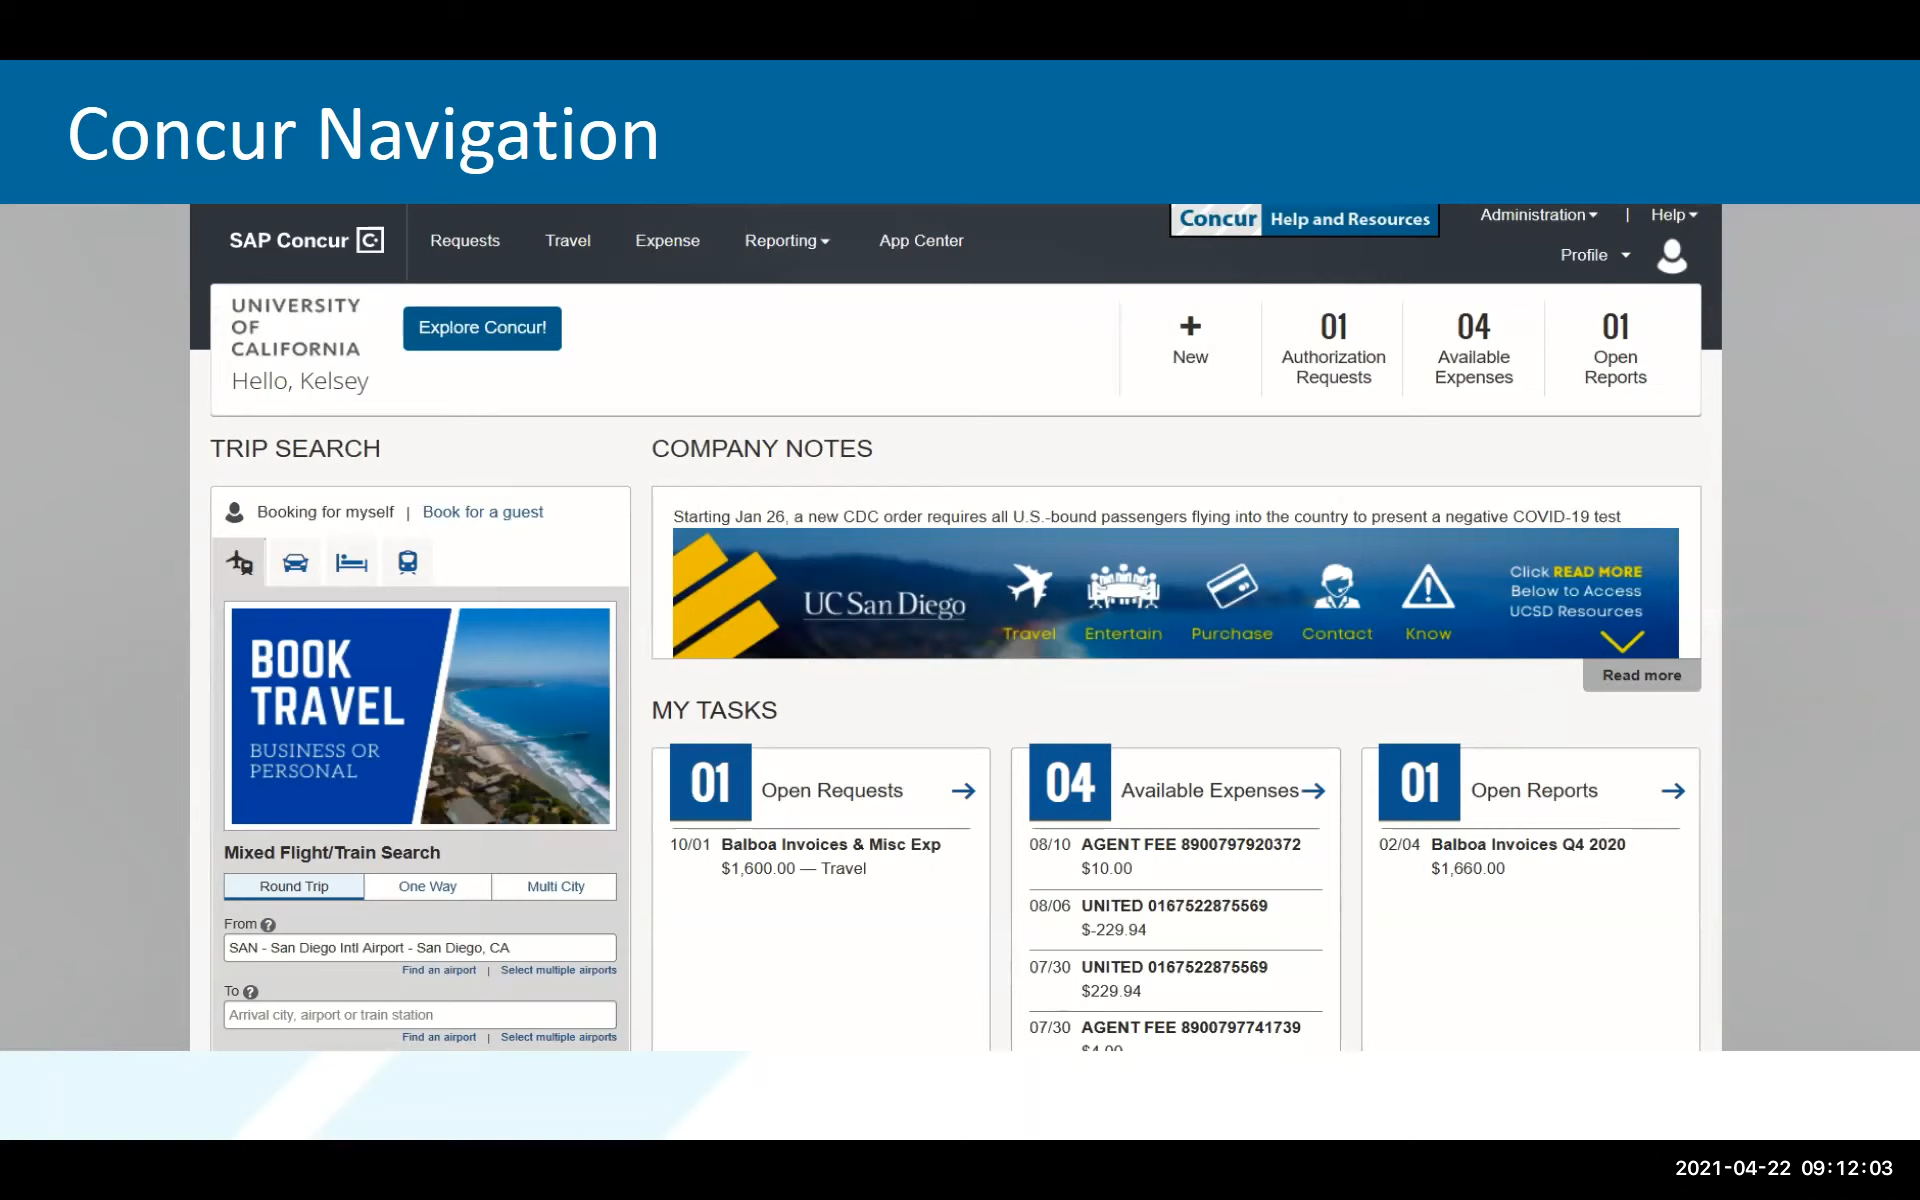 Concur Navigation
SAP Concur
Requests
Travel
Expense
Reporting
App Center
Concur Help and Resources
Administration
|
Help
Profile
UNIVERSITY
OF
CALIFORNIA
Hello, Kelsey
Explore Concur!
+
New
01
Authorization
Requests
04
Available
Expenses
01
Open
Reports
TRIP SEARCH
Booking for myself | Book for a guest
BOOK
TRAVEL
BUSINESS OR
PERSONAL
Mixed Flight/Train Search
Round Trip
One Way
Multi City
From ?
SAN - San Diego Intl Airport - San Diego, CA
Find an airport | Select multiple airports
To ?
Arrival city, airport or train station
Find an airport | Select multiple airports
COMPANY NOTES
Starting Jan 26, a new CDC order requires all U.S.-bound passengers flying into the country to present a negative COVID-19 test
UC San Diego
Travel
Entertain
Purchase
Contact
Know
Click READ MORE
Below to Access
UCSD Resources
Read more
MY TASKS
01 Open Requests
10/01 Balboa Invoices & Misc Exp
$1,600.00 — Travel
04 Available Expenses
08/10 AGENT FEE 8900797920372
$10.00
08/06 UNITED 0167522875569
$-229.94
07/30 UNITED 0167522875569
$229.94
07/30 AGENT FEE 8900797741739
$4.00
01 Open Reports
02/04 Balboa Invoices Q4 2020
$1,660.00
2021-04-22 09:12:03